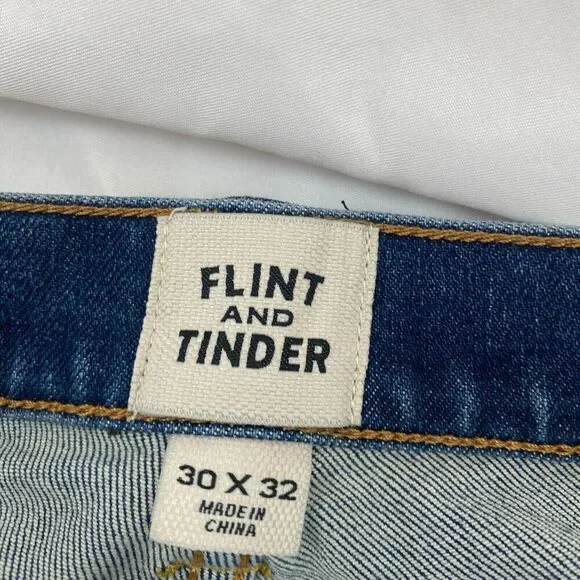 FLINT
AND
TINDER
30 X 32
MADE IN
CHINA